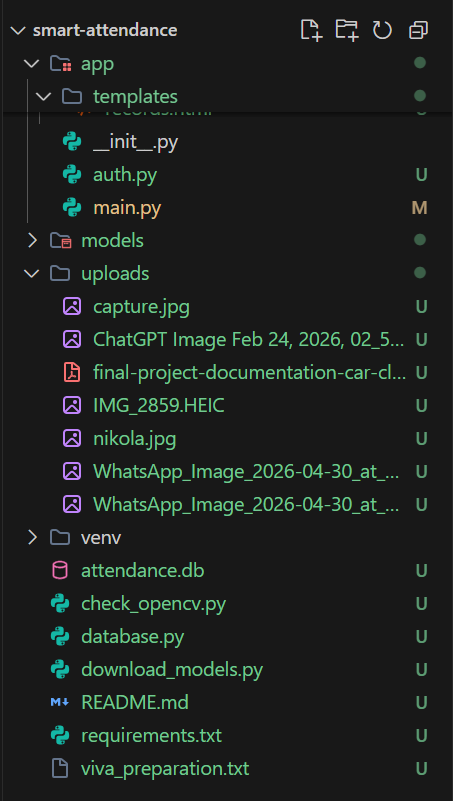 smart-attendance
app
templates
records.html U
__init__.py
auth.py U
main.py M
models
uploads
capture.jpg U
ChatGPT Image Feb 24, 2026, 02_5... U
final-project-documentation-car-cl... U
IMG_2859.HEIC U
nikola.jpg U
WhatsApp_Image_2026-04-30_at_... U
WhatsApp_Image_2026-04-30_at_... U
venv
attendance.db U
check_opencv.py U
database.py U
download_models.py U
README.md U
requirements.txt U
viva_preparation.txt U